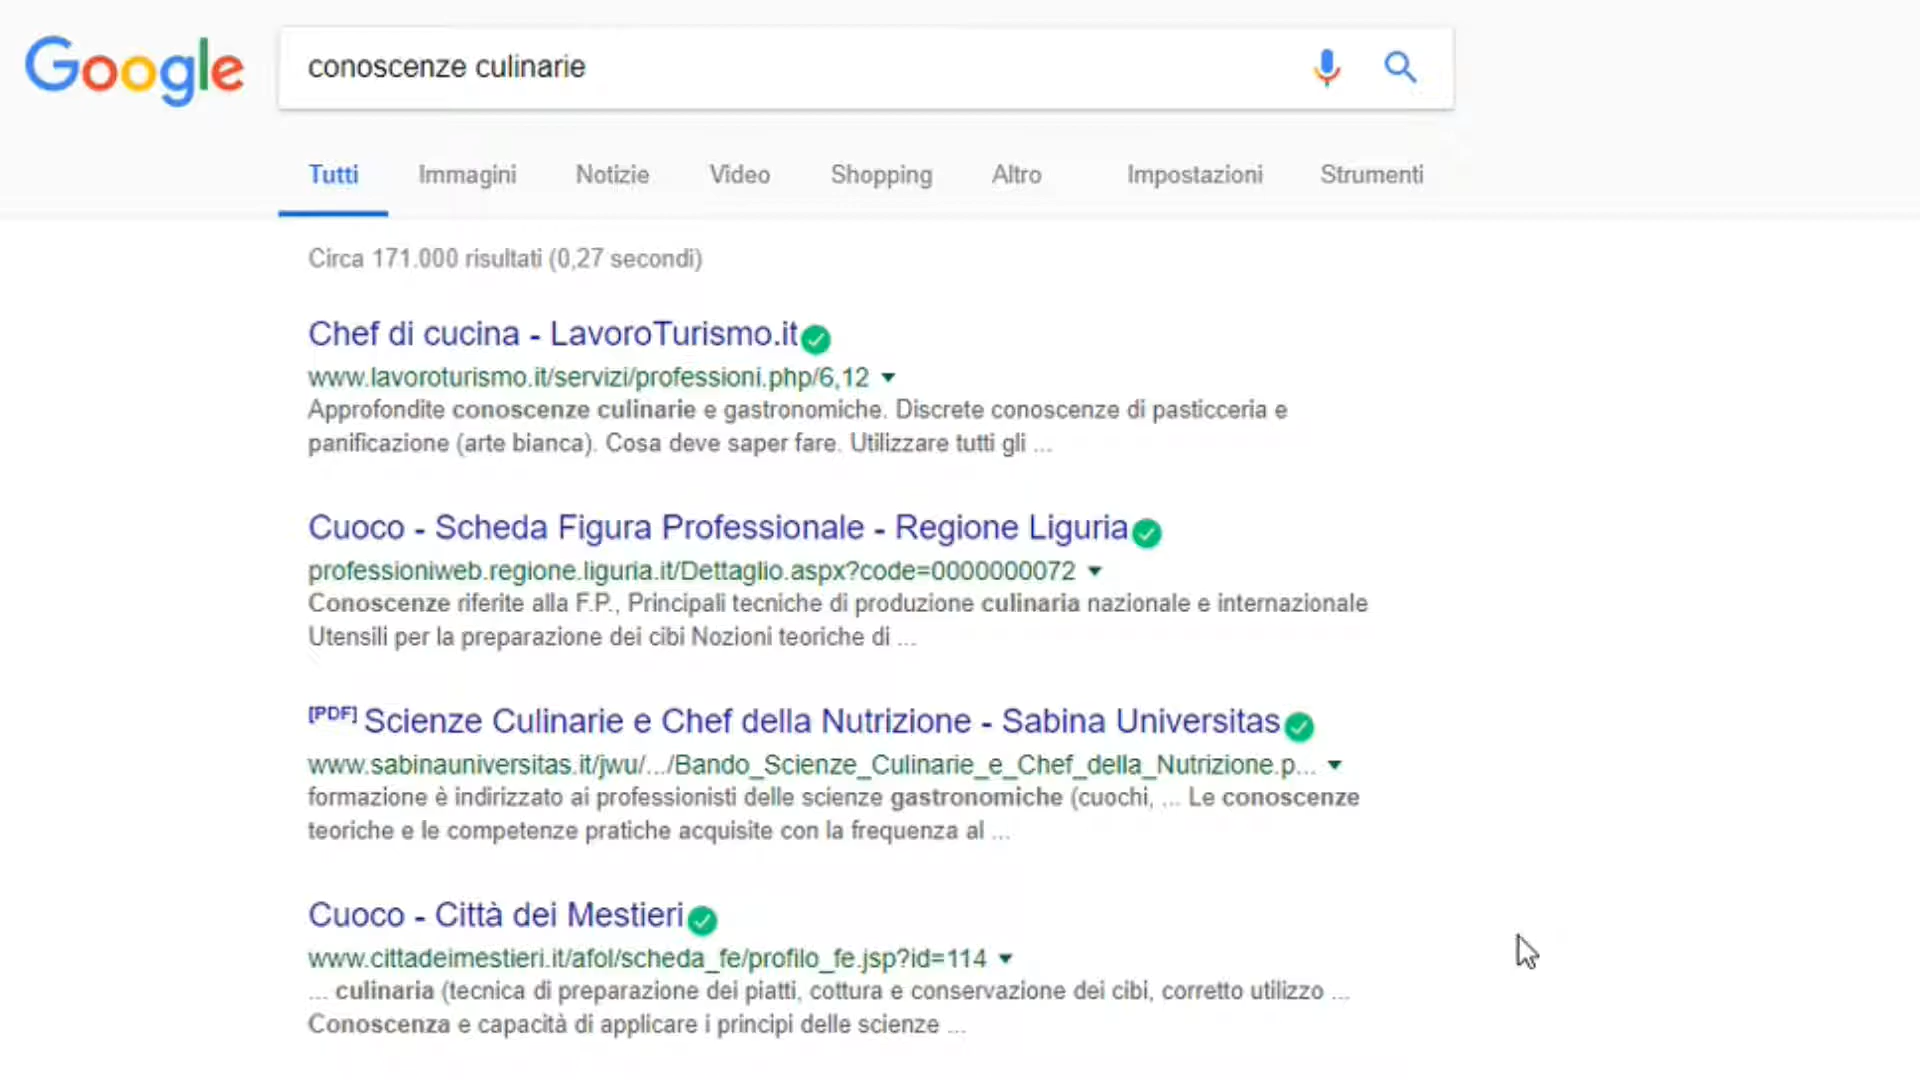 Google
conoscenze culinarie
Tutti Immagini Notizie Video Shopping Altro Impostazioni Strumenti
Circa 171.000 risultati (0,27 secondi)
Chef di cucina - LavoroTurismo.it
www.lavoroturismo.it/servizi/professioni.php/6,12
Approfondite conoscenze culinarie e gastronomiche. Discrete conoscenze di pasticceria e
panificazione (arte bianca). Cosa deve saper fare. Utilizzare tutti gli ...
Cuoco - Scheda Figura Professionale - Regione Liguria
professioniweb.regione.liguria.it/Dettaglio.aspx?code=0000000072
Conoscenze riferite alla F.P., Principali tecniche di produzione culinaria nazionale e internazionale
Utensili per la preparazione dei cibi Nozioni teoriche di ...
[PDF] Scienze Culinarie e Chef della Nutrizione - Sabina Universitas
www.sabinauniversitas.it/jwu/.../Bando_Scienze_Culinarie_e_Chef_della_Nutrizione.p...
formazione è indirizzato ai professionisti delle scienze gastronomiche (cuochi, ... Le conoscenze
teoriche e le competenze pratiche acquisite con la frequenza al ...
Cuoco - Città dei Mestieri
www.cittadeimestieri.it/afol/scheda_fe/profilo_fe.jsp?id=114
... culinaria (tecnica di preparazione dei piatti, cottura e conservazione dei cibi, corretto utilizzo ...
Conoscenza e capacità di applicare i principi delle scienze ...